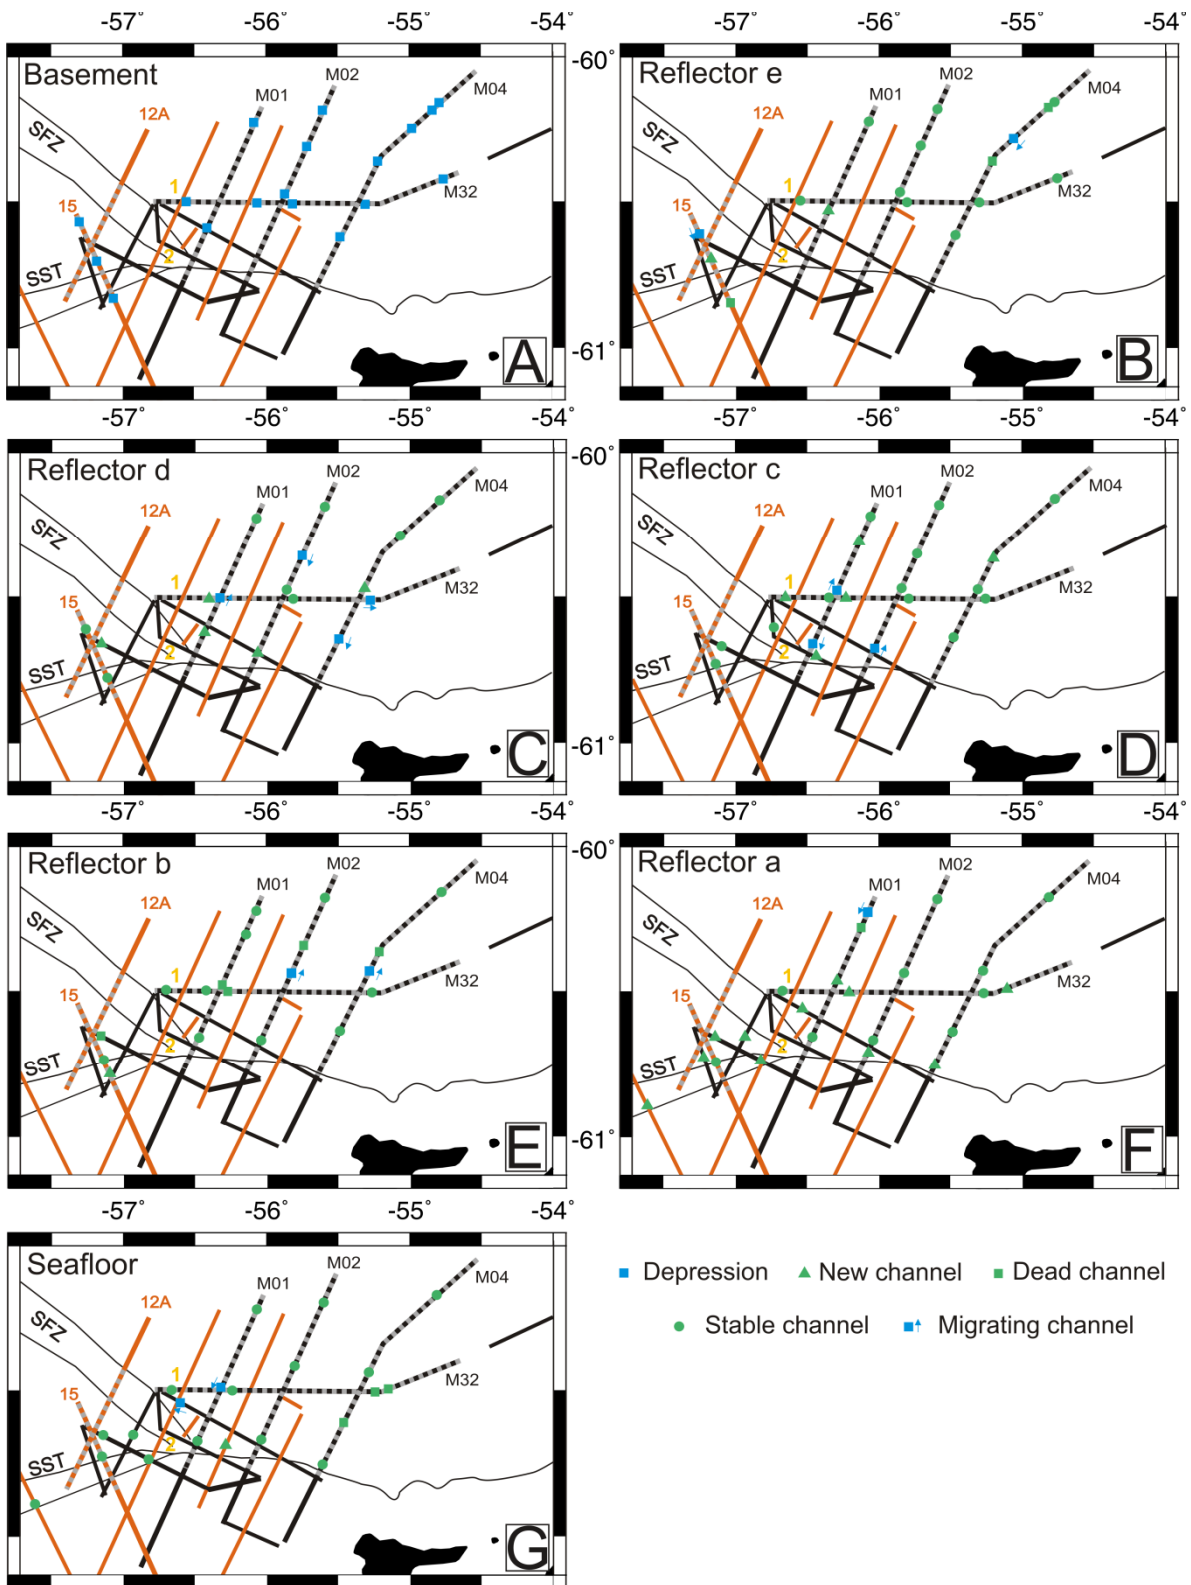 -57° -56° -55° -54°
-57° -56° -55° -54°
Basement
M02
M01
M04
12A
SFZ
1
M32
15
2
SST
A
-60°
-61°
Reflector e
M02
M01
M04
12A
SFZ
1
M32
15
2
SST
B
-57° -56° -55° -54°
-57° -56° -55° -54°
Reflector d
M02
M01
M04
12A
SFZ
1
M32
15
2
SST
C
-60°
-61°
Reflector c
M02
M01
M04
12A
SFZ
1
M32
15
2
SST
D
-57° -56° -55° -54°
-57° -56° -55° -54°
Reflector b
M02
M01
M04
12A
SFZ
1
M32
15
2
SST
E
-60°
-61°
Reflector a
M02
M01
M04
12A
SFZ
1
M32
15
2
SST
F
-57° -56° -55° -54°
Seafloor
M02
M01
M04
12A
SFZ
1
M32
15
2
SST
G
Depression New channel Dead channel
Stable channel Migrating channel